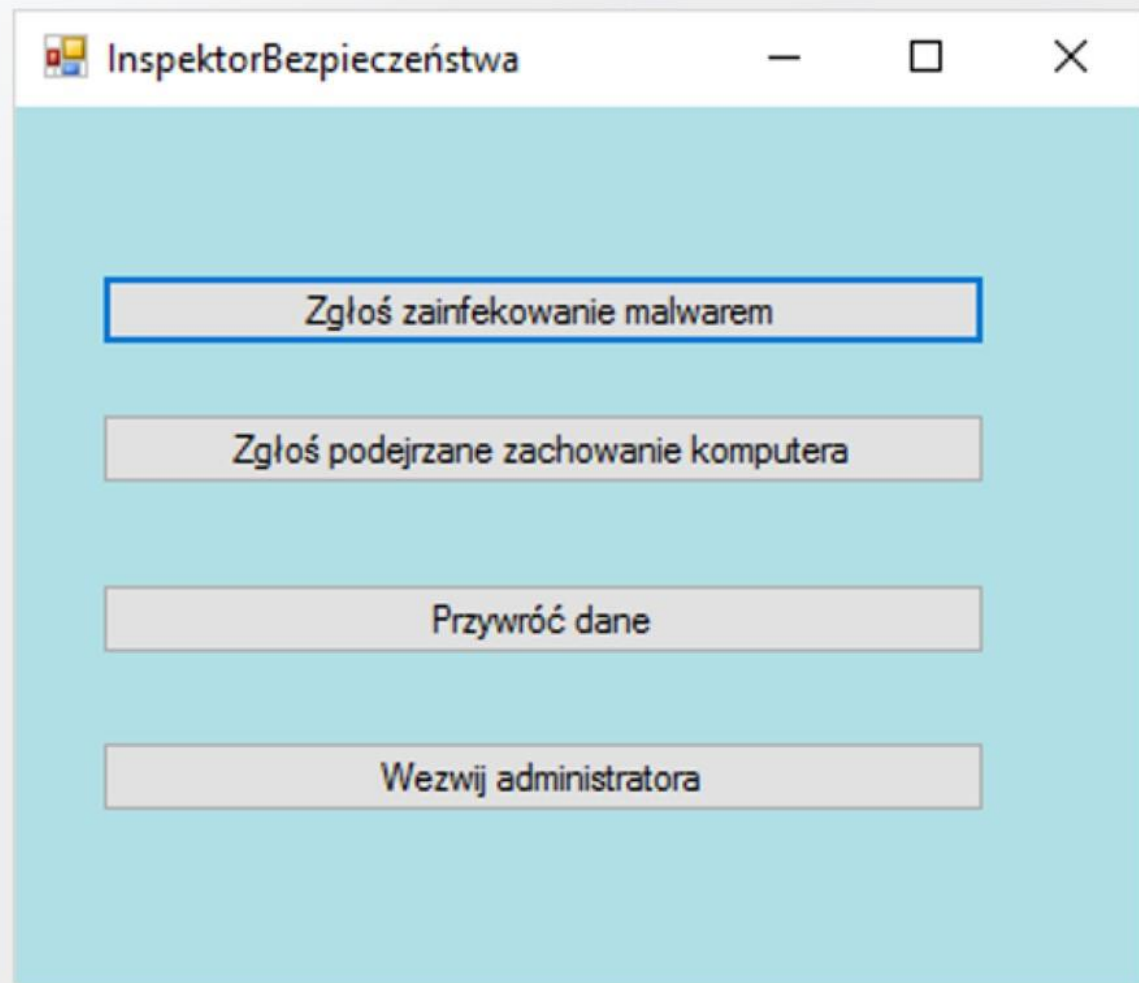 InspektorBezpieczeństwa
Zgłoś zainfekowanie malwarem
Zgłoś podejrzane zachowanie komputera
Przywróć dane
Wezwij administratora